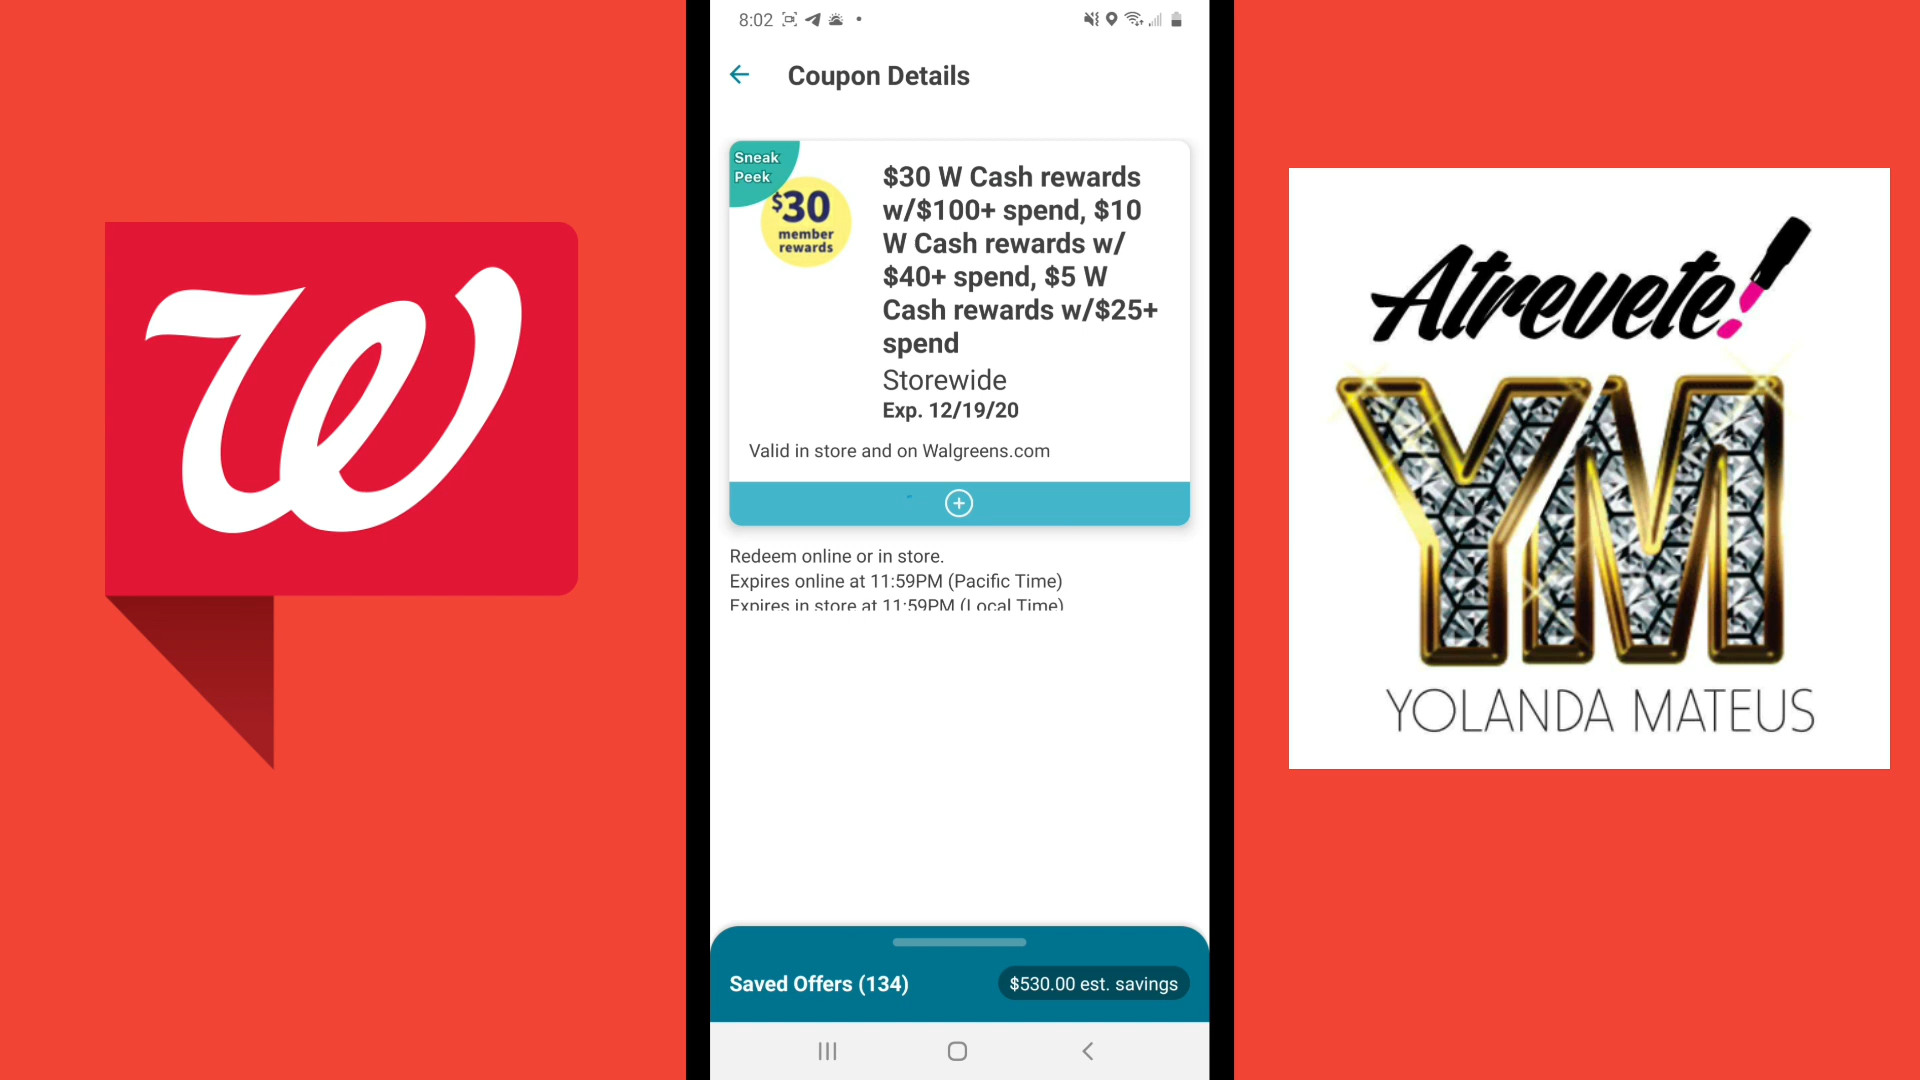 8:02
Coupon Details
Sneak
Peek
$30
member
rewards
$30 W Cash rewards
w/$100+ spend, $10
W Cash rewards w/
$40+ spend, $5 W
Cash rewards w/$25+
spend
Storewide
Exp. 12/19/20
Valid in store and on Walgreens.com
Redeem online or in store.
Expires online at 11:59PM (Pacific Time)
Expires in store at 11:59PM (Local Time)
Saved Offers (134)
$530.00 est. savings
W
Atrevete!
YM
YOLANDA MATEUS